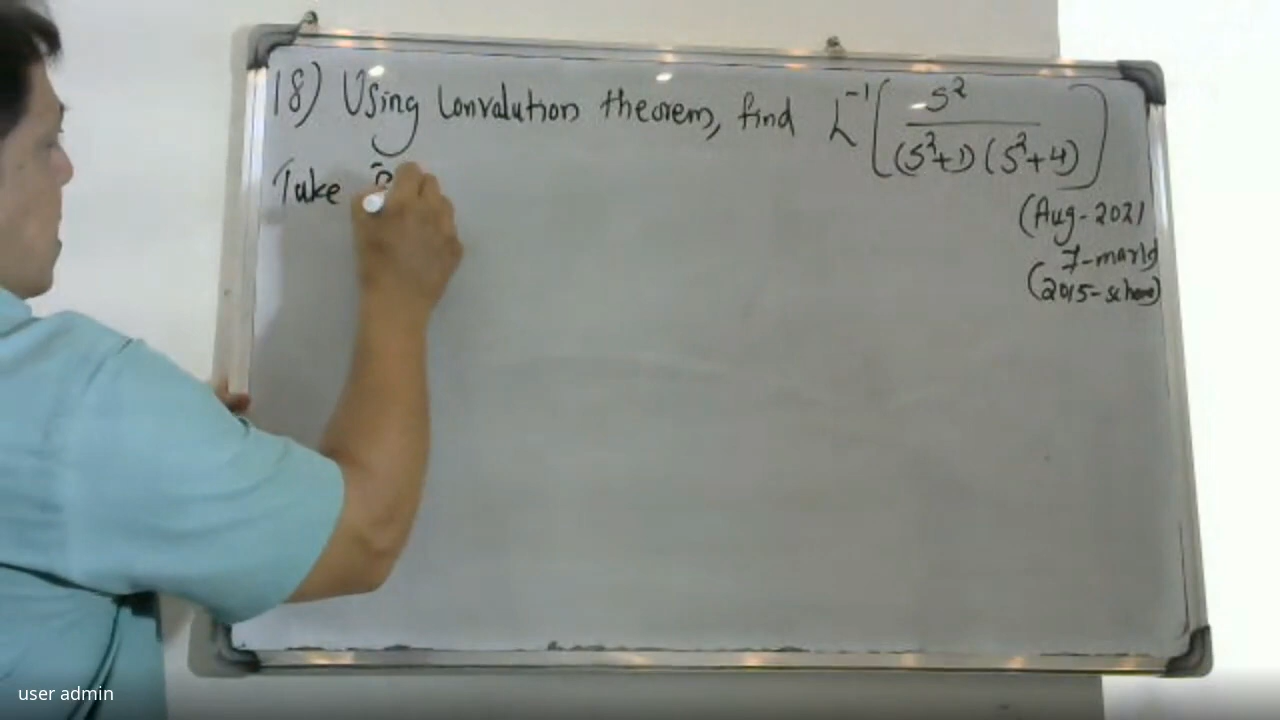 18) Using Convalution theorem, find L⁻¹ [ s² / (s²+1) (s²+4) ]
Take
(Aug-2021
7-marks
(2015-scheme)
user admin